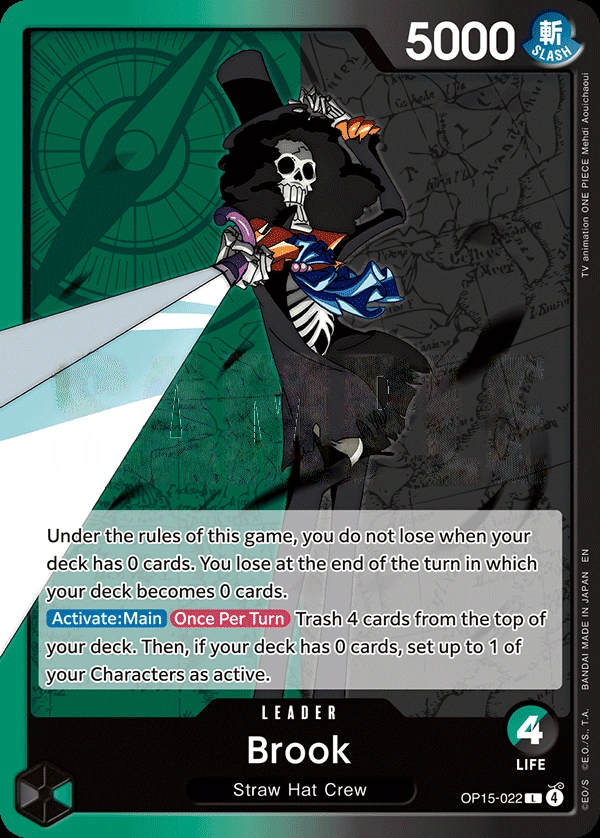 5000
斬
SLASH
TV animation ONE PIECE Mehdi Aouichaoui
Under the rules of this game, you do not lose when your
deck has 0 cards. You lose at the end of the turn in which
your deck becomes 0 cards.
Activate:Main Once Per Turn Trash 4 cards from the top of
your deck. Then, if your deck has 0 cards, set up to 1 of
your Characters as active.
LEADER
Brook
4
LIFE
Straw Hat Crew
OP15-022 L 4
©E.O/S ©E.O./S., T.A. BANDAI MADE IN JAPAN EN